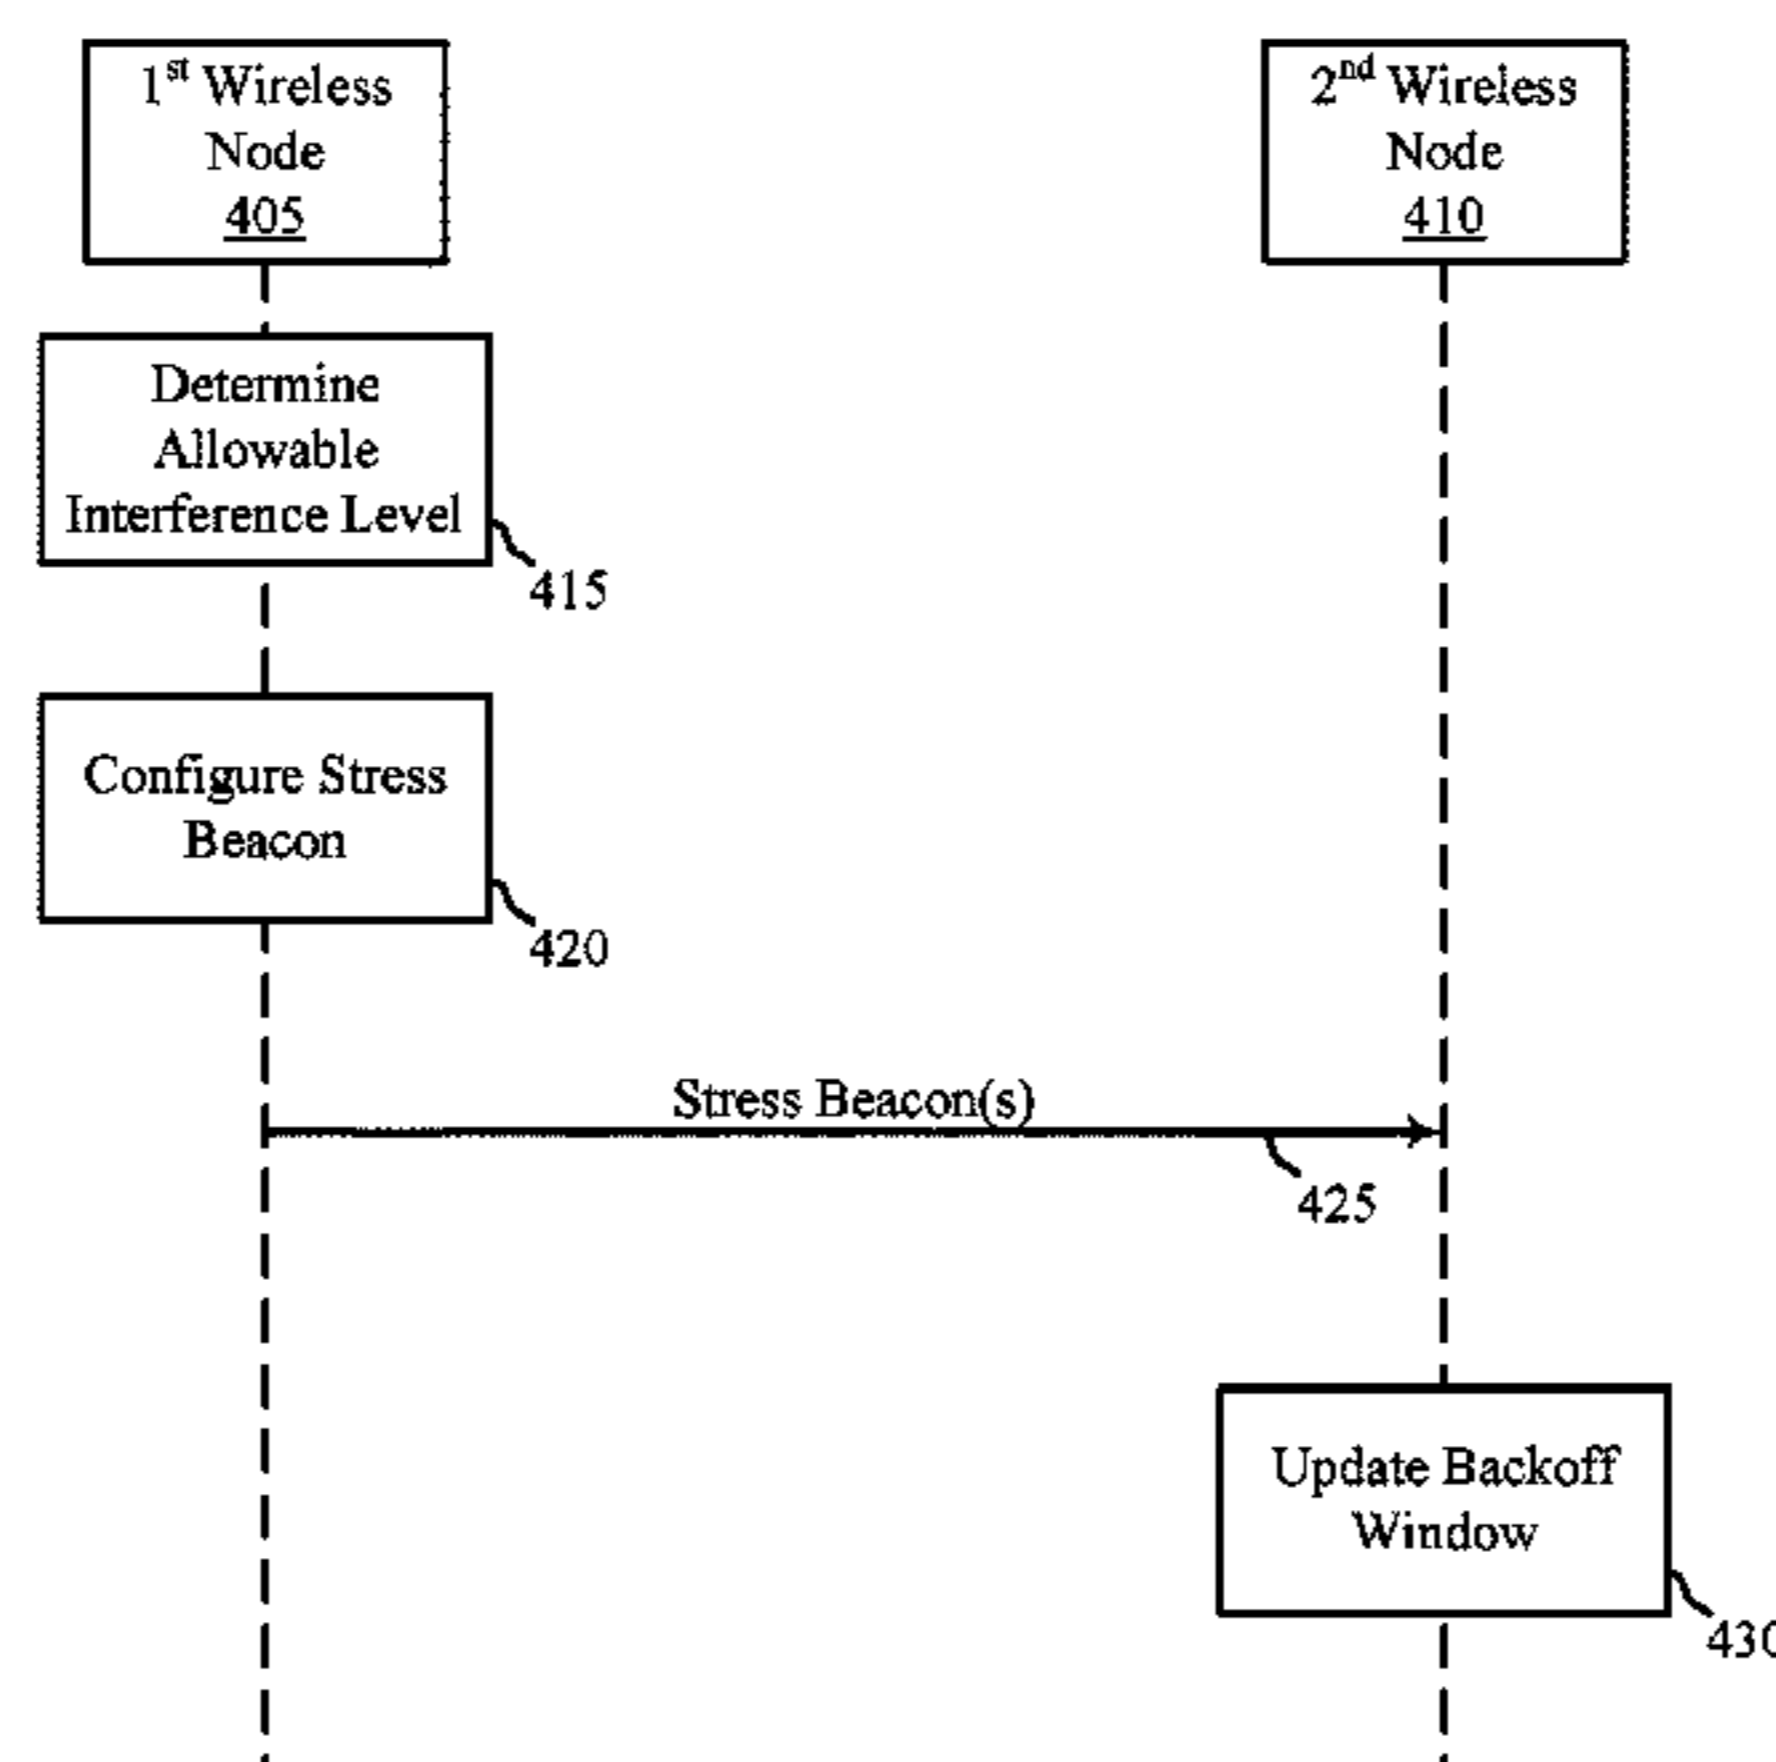 1st Wireless
Node
405
2nd Wireless
Node
410
Determine
Allowable
Interference Level
415
Configure Stress
Beacon
420
Stress Beacon(s)
425
Update Backoff
Window
430